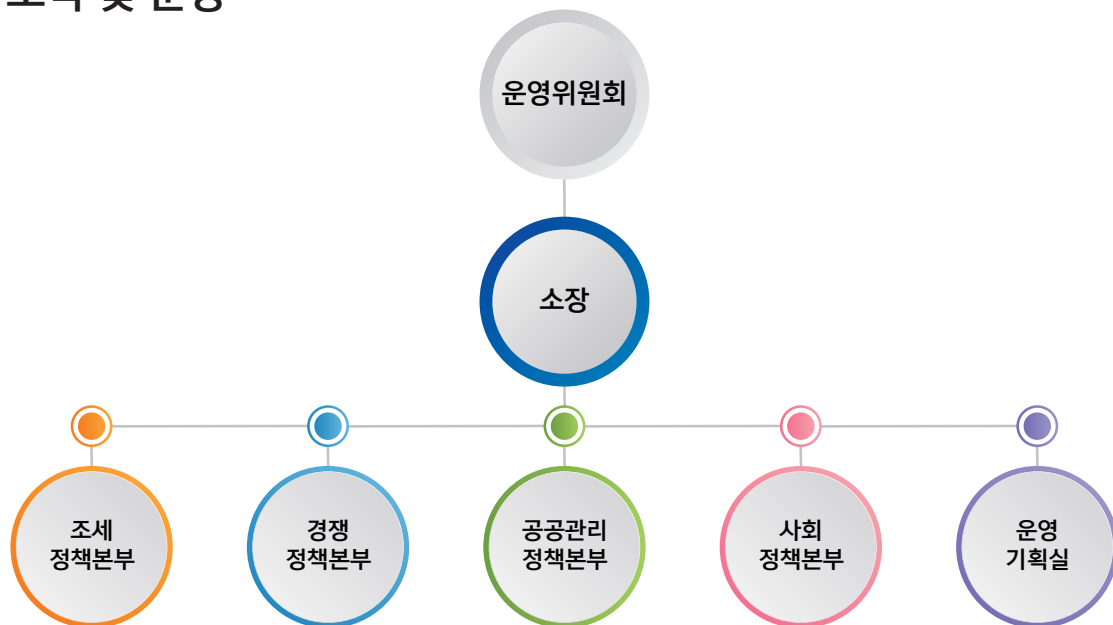 운영위원회
소장
조세
정책본부
경쟁
정책본부
공공관리
정책본부
사회
정책본부
운영
기획실